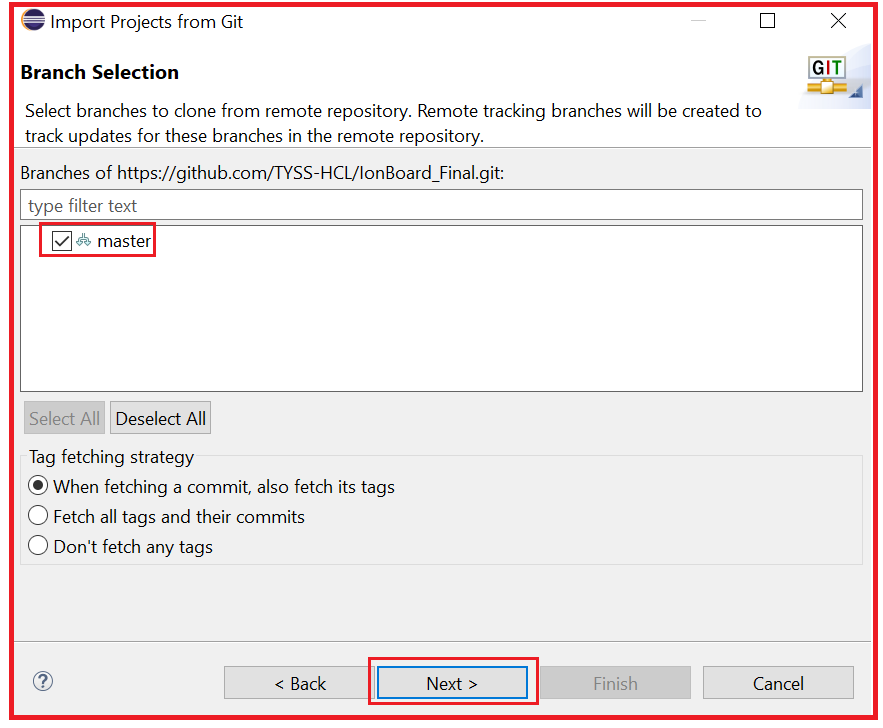 Import Projects from Git
Branch Selection
GIT
Select branches to clone from remote repository. Remote tracking branches will be created to
track updates for these branches in the remote repository.
Branches of https://github.com/TYSS-HCL/IonBoard_Final.git:
type filter text
master
Select All Deselect All
Tag fetching strategy
When fetching a commit, also fetch its tags
Fetch all tags and their commits
Don't fetch any tags
? < Back Next > Finish Cancel